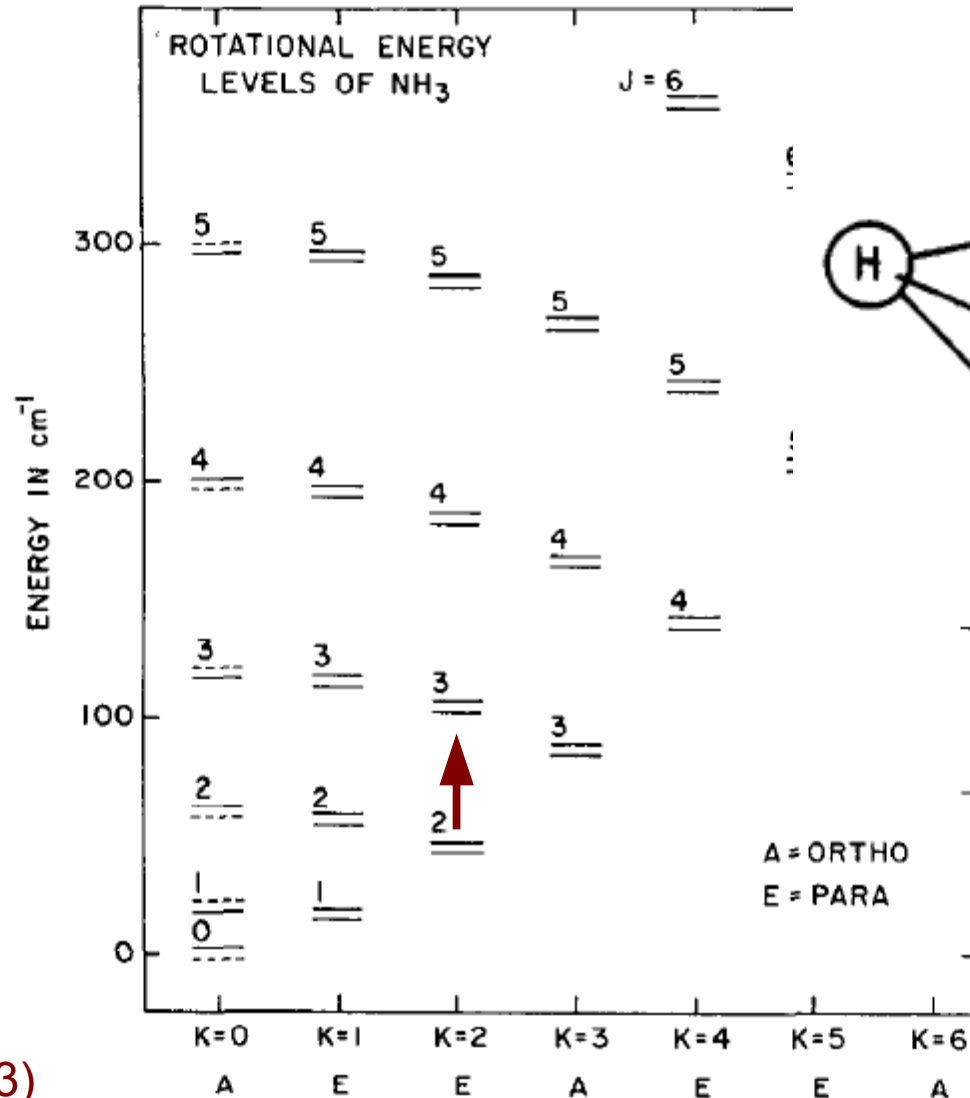 ROTATIONAL ENERGY
LEVELS OF NH3
J = 6
5 5 5 5 5
4 4 4 4 4
3 3 3 3
2 2 2
1 1
0
300
200
100
0
ENERGY IN cm-1
H
A = ORTHO
E = PARA
K=0 K=1 K=2 K=3 K=4 K=5 K=6
A E E A E E A
3)